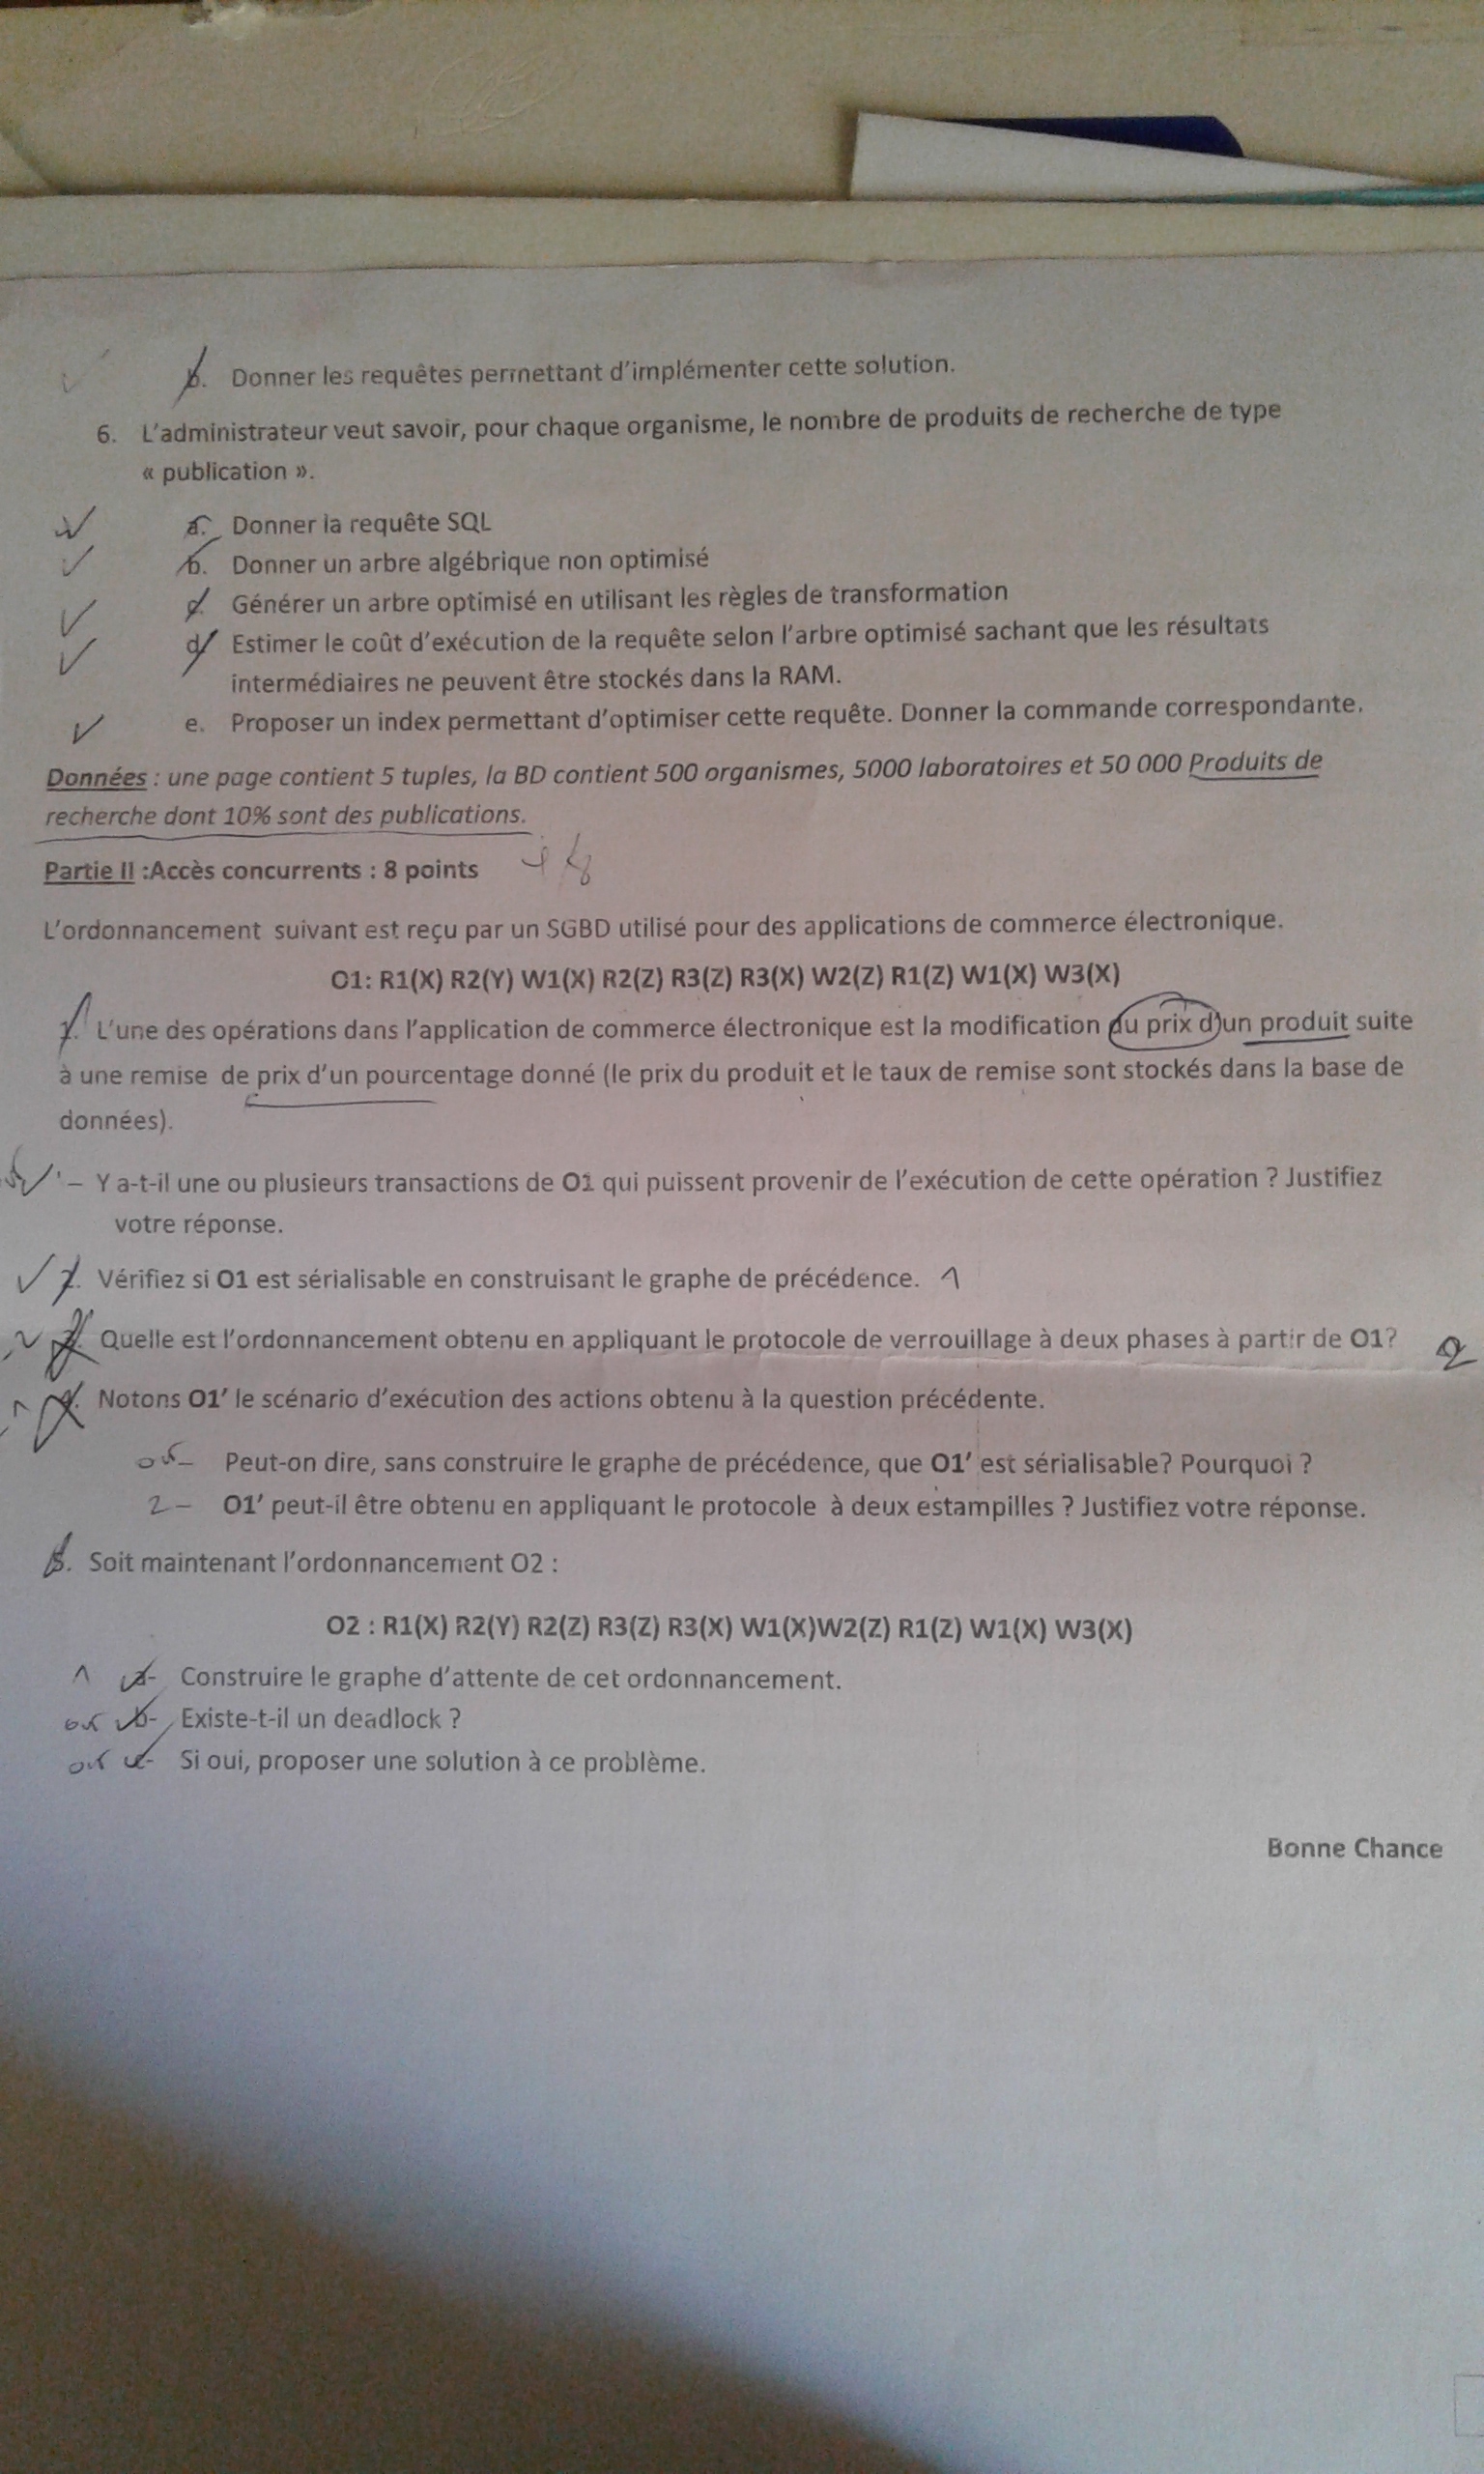 b. Donner les requêtes permettant d'implémenter cette solution.
6. L'administrateur veut savoir, pour chaque organisme, le nombre de produits de recherche de type
« publication ».
a. Donner la requête SQL
b. Donner un arbre algébrique non optimisé
c. Générer un arbre optimisé en utilisant les règles de transformation
d. Estimer le coût d'exécution de la requête selon l'arbre optimisé sachant que les résultats
intermédiaires ne peuvent être stockés dans la RAM.
e. Proposer un index permettant d'optimiser cette requête. Donner la commande correspondante.
Données : une page contient 5 tuples, la BD contient 500 organismes, 5000 laboratoires et 50 000 Produits de
recherche dont 10% sont des publications.
Partie II :Accès concurrents : 8 points
L'ordonnancement suivant est reçu par un SGBD utilisé pour des applications de commerce électronique.
O1: R1(X) R2(Y) W1(X) R2(Z) R3(Z) R3(X) W2(Z) R1(Z) W1(X) W3(X)
1. L'une des opérations dans l'application de commerce électronique est la modification du prix d'un produit suite
à une remise de prix d'un pourcentage donné (le prix du produit et le taux de remise sont stockés dans la base de
données).
– Y a-t-il une ou plusieurs transactions de O1 qui puissent provenir de l'exécution de cette opération ? Justifiez
votre réponse.
2. Vérifiez si O1 est sérialisable en construisant le graphe de précédence. 1
3. Quelle est l'ordonnancement obtenu en appliquant le protocole de verrouillage à deux phases à partir de O1? 2
4. Notons O1' le scénario d'exécution des actions obtenu à la question précédente.
– Peut-on dire, sans construire le graphe de précédence, que O1' est sérialisable? Pourquoi ?
2 – O1' peut-il être obtenu en appliquant le protocole à deux estampilles ? Justifiez votre réponse.
5. Soit maintenant l'ordonnancement O2 :
O2 : R1(X) R2(Y) R2(Z) R3(Z) R3(X) W1(X)W2(Z) R1(Z) W1(X) W3(X)
1 a- Construire le graphe d'attente de cet ordonnancement.
b- Existe-t-il un deadlock ?
c- Si oui, proposer une solution à ce problème.
Bonne Chance